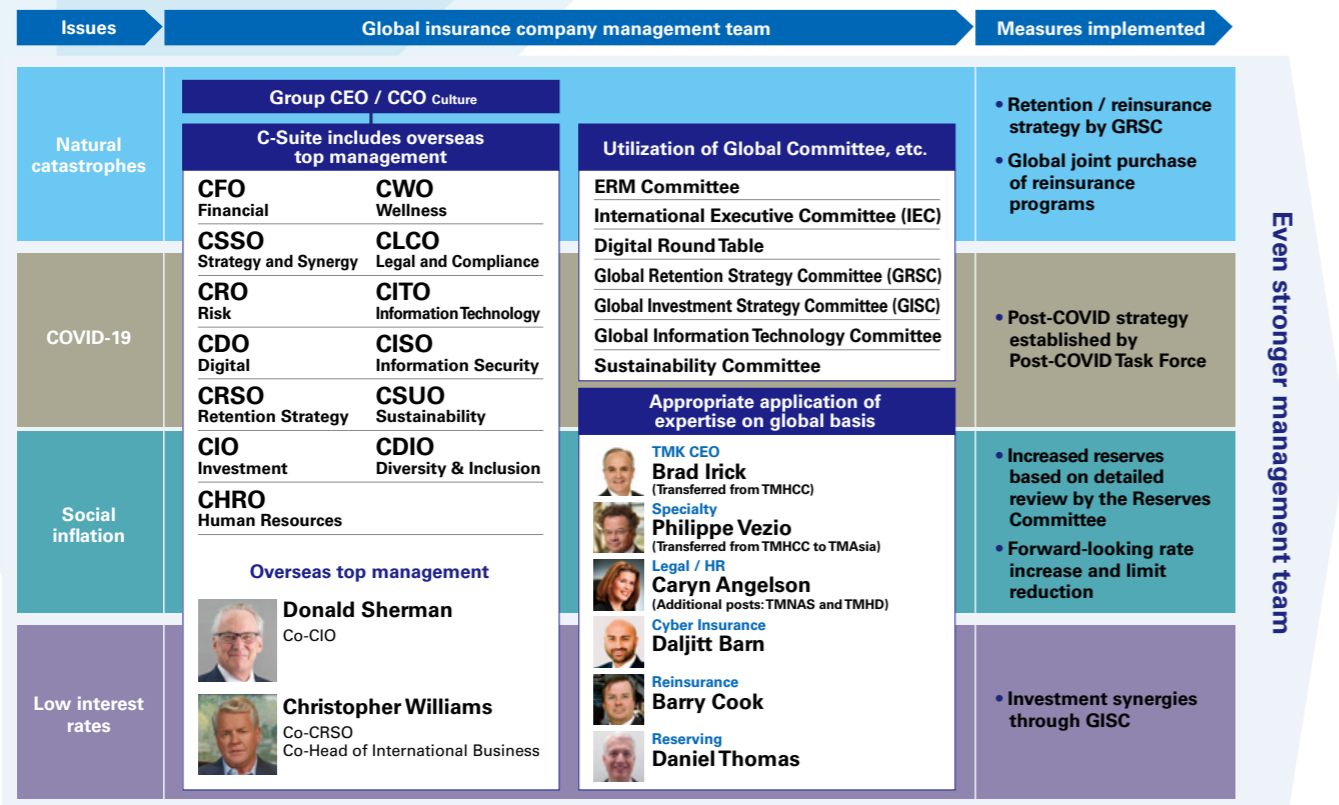 Issues
Global insurance company management team
Measures implemented
Natural
catastrophes
COVID-19
Social
inflation
Low interest
rates
Group CEO / CCO Culture
C-Suite includes overseas
top management
CFO
Financial
CWO
Wellness
CSSO
Strategy and Synergy
CLCO
Legal and Compliance
CRO
Risk
CITO
Information Technology
CDO
Digital
CISO
Information Security
CRSO
Retention Strategy
CSUO
Sustainability
CIO
Investment
CDIO
Diversity & Inclusion
CHRO
Human Resources
Overseas top management
Donald Sherman
Co-CIO
Christopher Williams
Co-CRSO
Co-Head of International Business
Utilization of Global Committee, etc.
ERM Committee
International Executive Committee (IEC)
Digital Round Table
Global Retention Strategy Committee (GRSC)
Global Investment Strategy Committee (GISC)
Global Information Technology Committee
Sustainability Committee
Appropriate application of
expertise on global basis
TMK CEO
Brad Irick
(Transferred from TMHCC)
Specialty
Philippe Vezio
(Transferred from TMHCC to TMAsia)
Legal / HR
Caryn Angelson
(Additional posts: TMNAS and TMHD)
Cyber Insurance
Daljitt Barn
Reinsurance
Barry Cook
Reserving
Daniel Thomas
• Retention / reinsurance
strategy by GRSC
• Global joint purchase
of reinsurance
programs
• Post-COVID strategy
established by
Post-COVID Task Force
• Increased reserves
based on detailed
review by the Reserves
Committee
• Forward-looking rate
increase and limit
reduction
• Investment synergies
through GISC
Even stronger management team